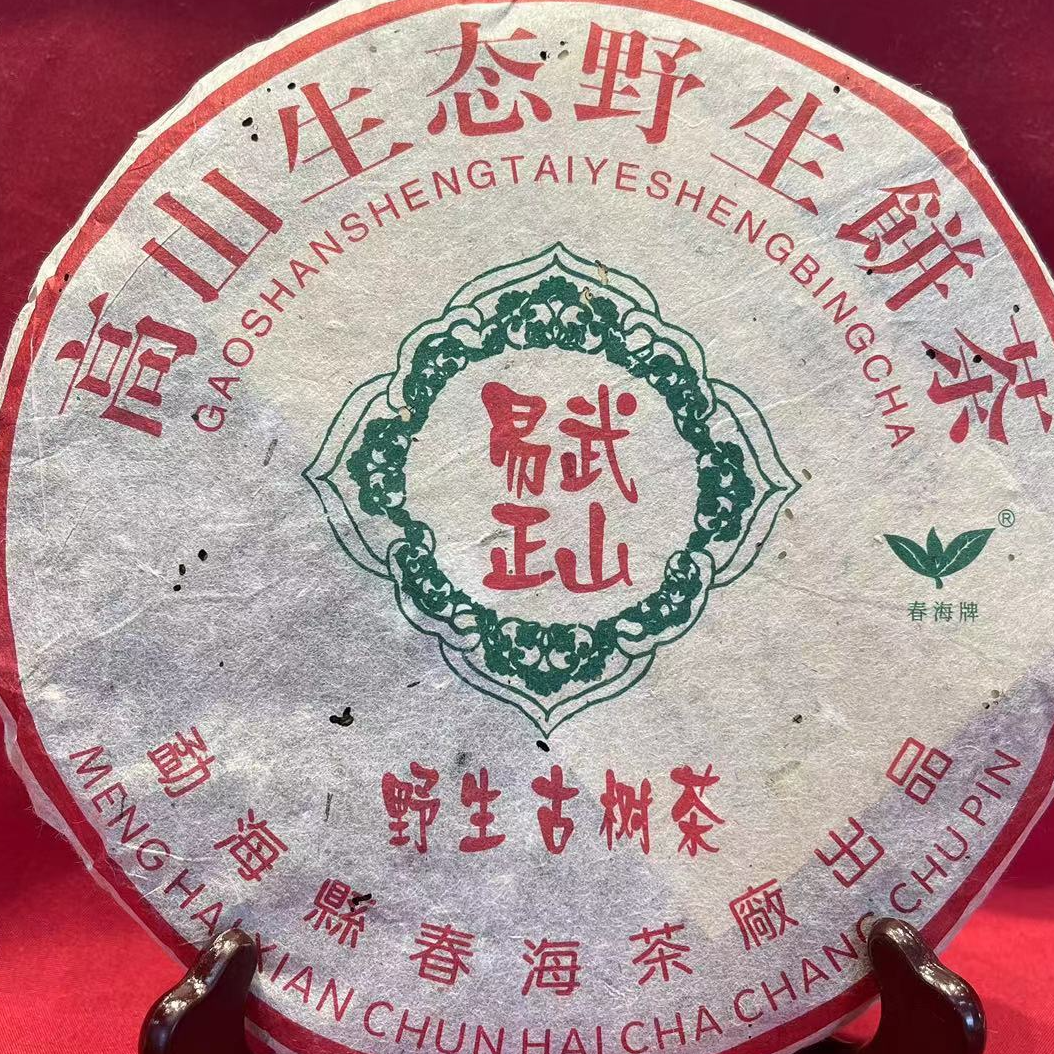 高山生态野生餅茶
GAOSHANSHENGTAIYESHENGBINGCHA
易武
正山
®
春海牌
野生古树茶
勐海縣春海茶廠出品
MENG HAI XIAN CHUN HAI CHA CHANG CHU PIN